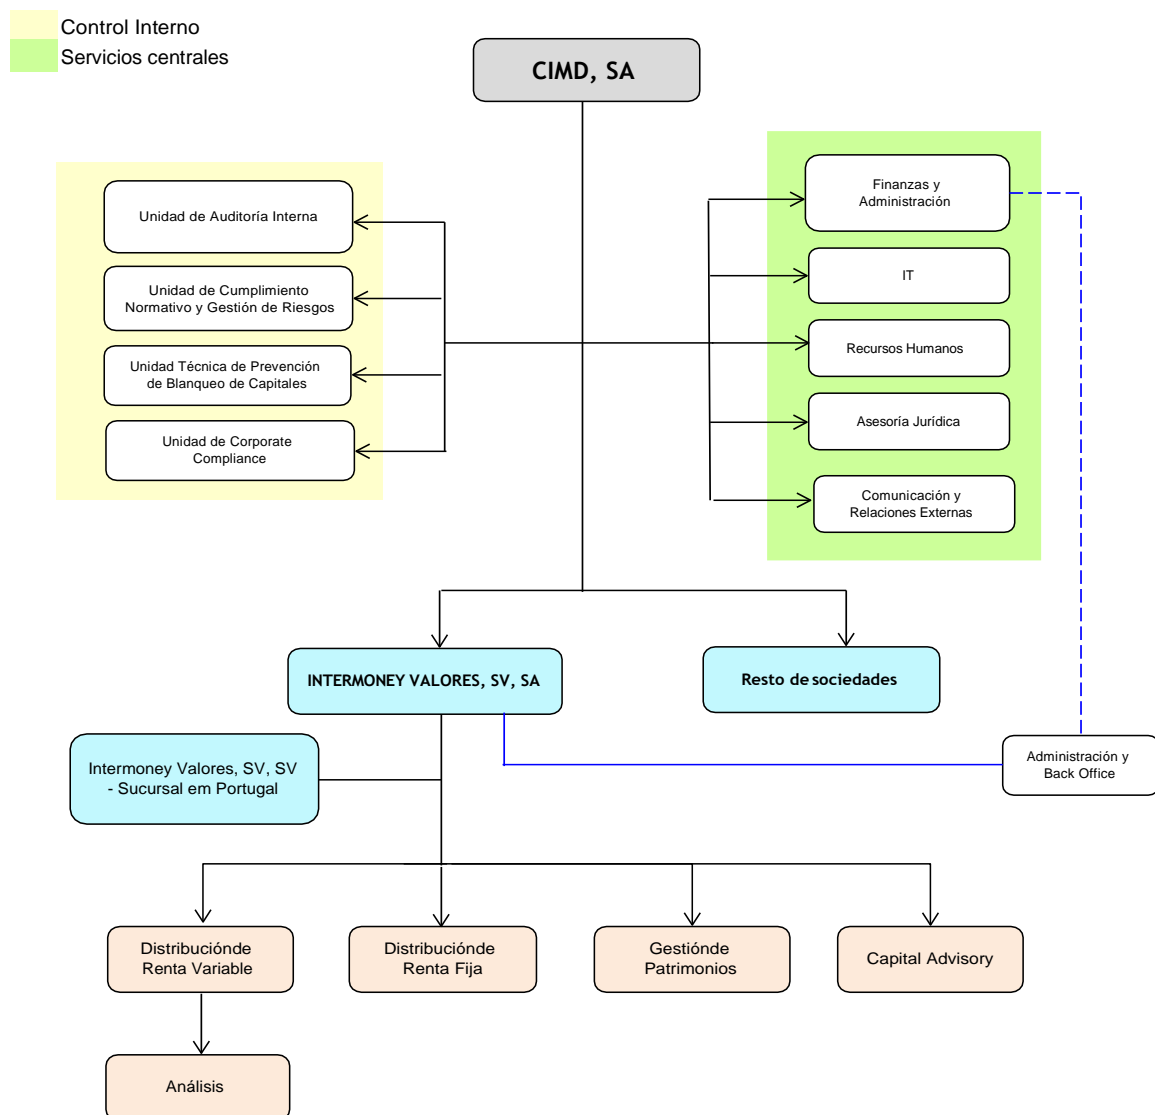 Control Interno
Servicios centrales
CIMD, SA
Unidad de Auditoría Interna
Unidad de Cumplimiento
Normativo y Gestión de Riesgos
Unidad Técnica de Prevención
de Blanqueo de Capitales
Unidad de Corporate
Compliance
Finanzas y
Administración
IT
Recursos Humanos
Asesoría Jurídica
Comunicación y
Relaciones Externas
INTERMONEY VALORES, SV, SA
Resto de sociedades
Intermoney Valores, SV, SV
- Sucursal em Portugal
Administración y
Back Office
Distribuciónde
Renta Variable
Distribuciónde
Renta Fija
Gestiónde
Patrimonios
Capital Advisory
Análisis